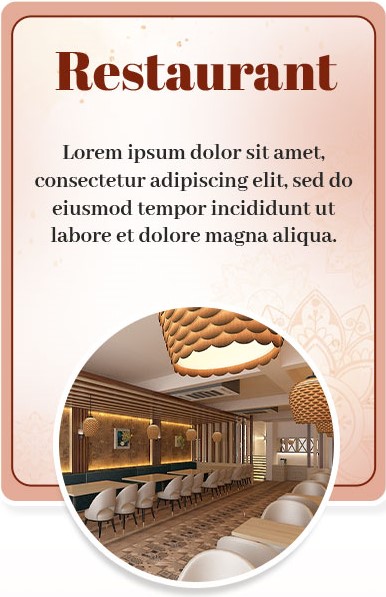 Restaurant
Lorem ipsum dolor sit amet,
consectetur adipiscing elit, sed do
eiusmod tempor incididunt ut
labore et dolore magna aliqua.